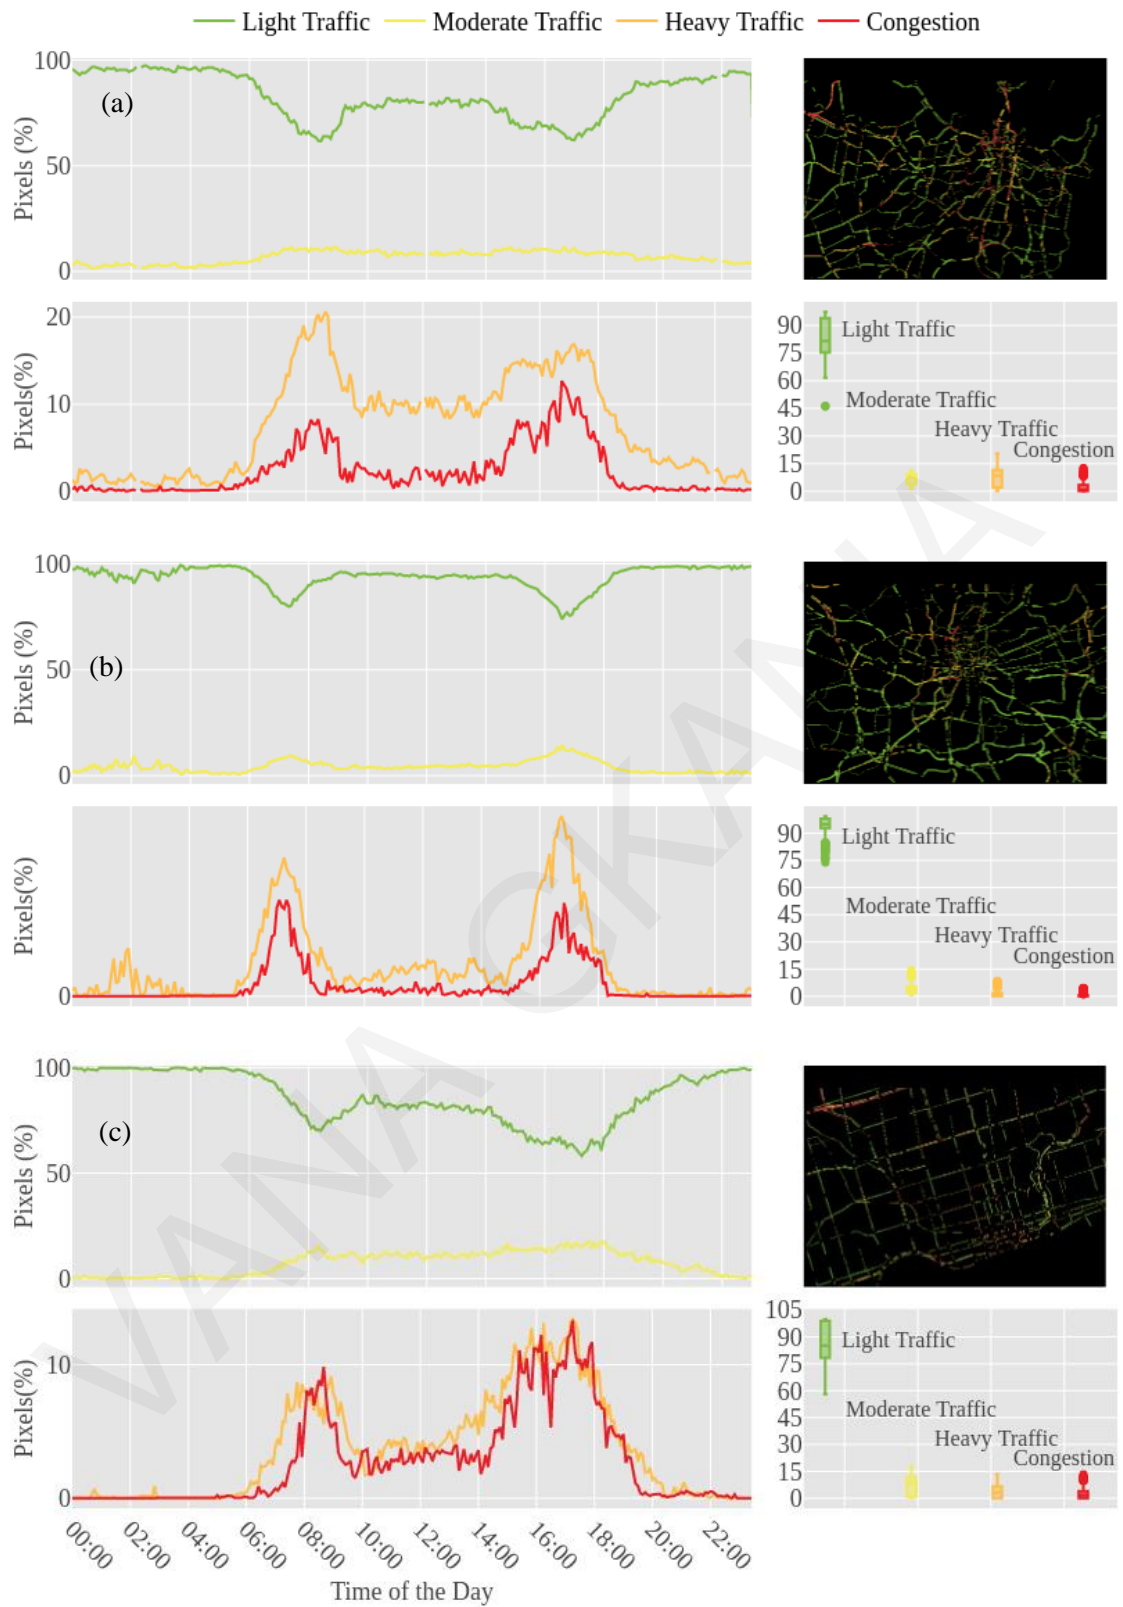 Light Traffic Moderate Traffic Heavy Traffic Congestion
100
50
0
Pixels (%)
(a)
20
10
0
Pixels(%)
90
75
60
45
30
15
0
Light Traffic
Moderate Traffic
Heavy Traffic
Congestion
100
50
0
Pixels (%)
(b)
0
Pixels(%)
90
75
60
45
30
15
0
Light Traffic
Moderate Traffic
Heavy Traffic
Congestion
100
50
0
Pixels (%)
(c)
10
0
Pixels(%)
105
90
75
60
45
30
15
0
Light Traffic
Moderate Traffic
Heavy Traffic
Congestion
00:00 02:00 04:00 06:00 08:00 10:00 12:00 14:00 16:00 18:00 20:00 22:00
Time of the Day
VANA GKANIA